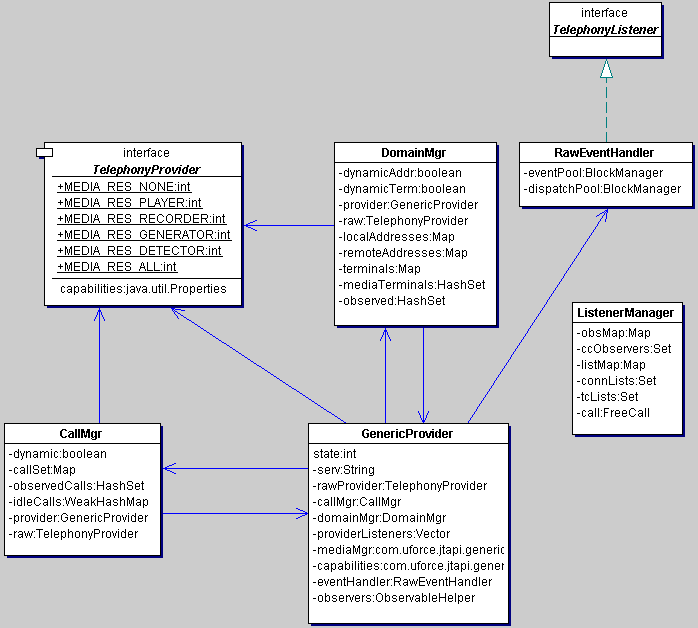 interface
TelephonyListener
interface
TelephonyProvider
+MEDIA_RES_NONE:int
+MEDIA_RES_PLAYER:int
+MEDIA_RES_RECORDER:int
+MEDIA_RES_GENERATOR:int
+MEDIA_RES_DETECTOR:int
+MEDIA_RES_ALL:int
capabilities:java.util.Properties
DomainMgr
-dynamicAddr:boolean
-dynamicTerm:boolean
-provider:GenericProvider
-raw:TelephonyProvider
-localAddresses:Map
-remoteAddresses:Map
-terminals:Map
-mediaTerminals:HashSet
-observed:HashSet
RawEventHandler
-eventPool:BlockManager
-dispatchPool:BlockManager
ListenerManager
-obsMap:Map
-ccObservers:Set
-listMap:Map
-connLists:Set
-tcLists:Set
-call:FreeCall
CallMgr
-dynamic:boolean
-callSet:Map
-observedCalls:HashSet
-idleCalls:WeakHashMap
-provider:GenericProvider
-raw:TelephonyProvider
GenericProvider
state:int
-serv:String
-rawProvider:TelephonyProvider
-callMgr:CallMgr
-domainMgr:DomainMgr
-providerListeners:Vector
-mediaMgr:com.uforce.jtapi.generic
-capabilities:com.uforce.jtapi.gener
-eventHandler:RawEventHandler
-observers:ObservableHelper